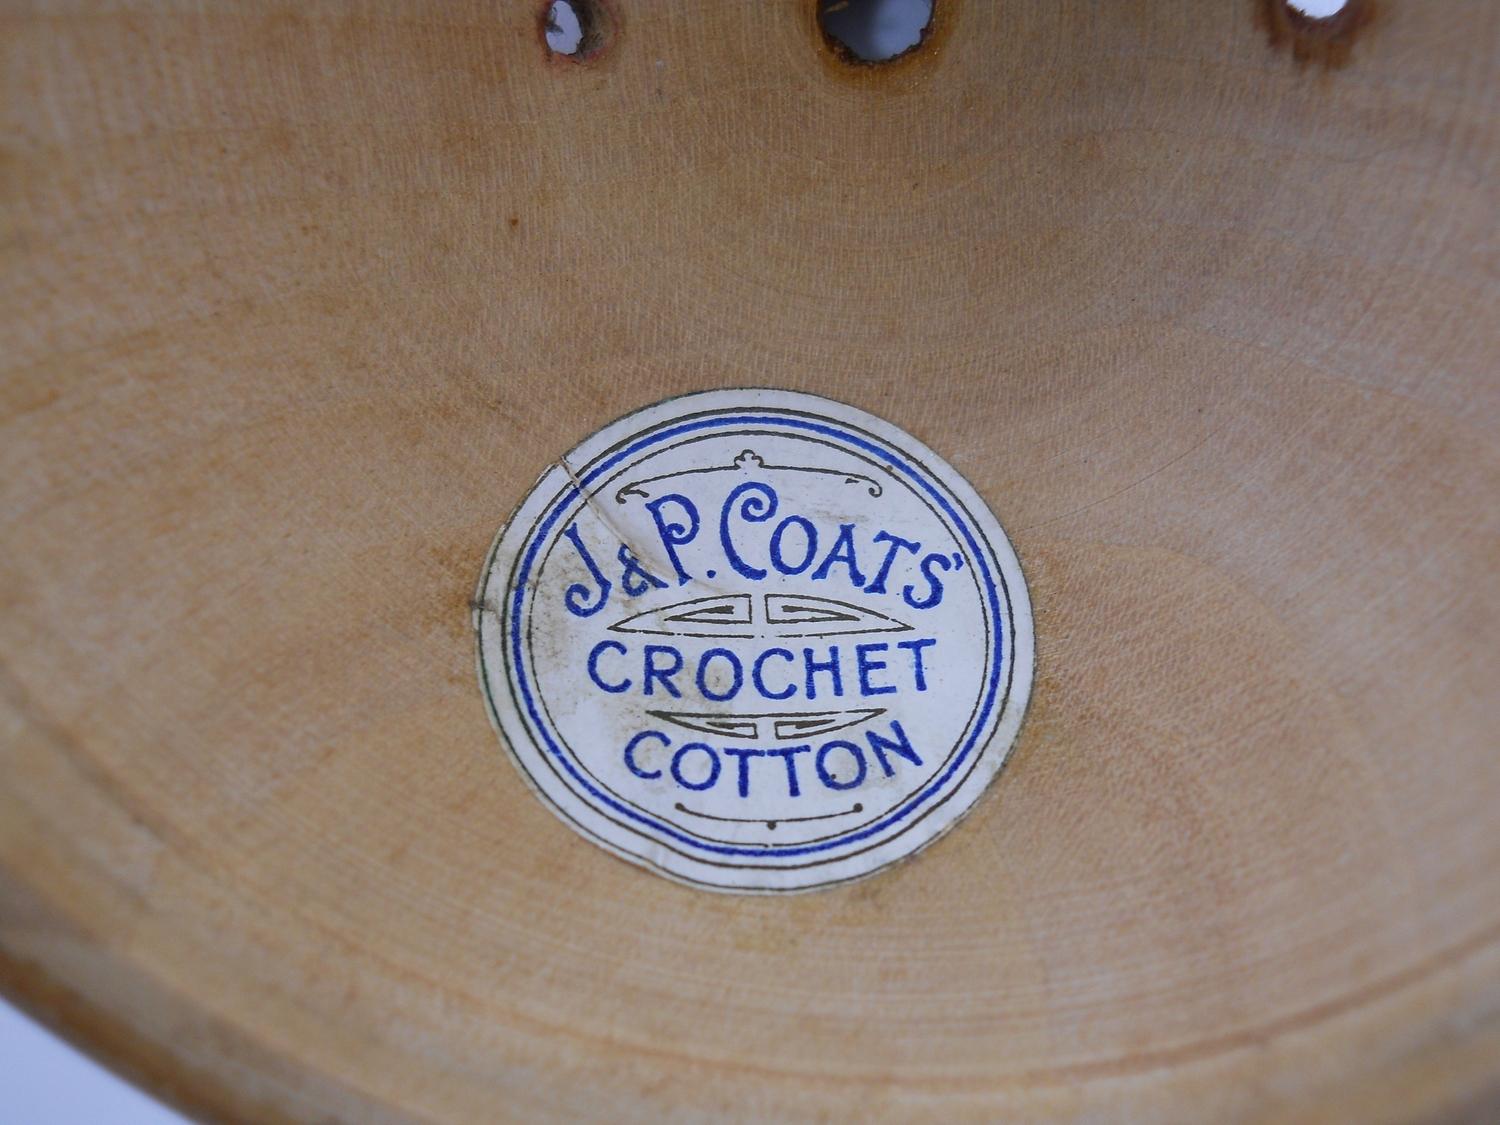 J & P. COATS'
CROCHET
COTTON